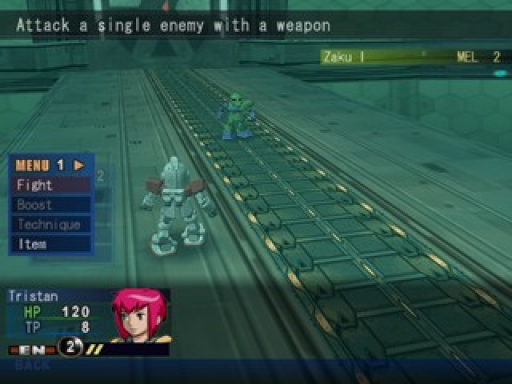 Attack a single enemy with a weapon
Zaku I MEL 2
MENU 1
2
Fight
Boost
Technique
Item
Tristan
HP 120
TP 8
EN 2
BACK